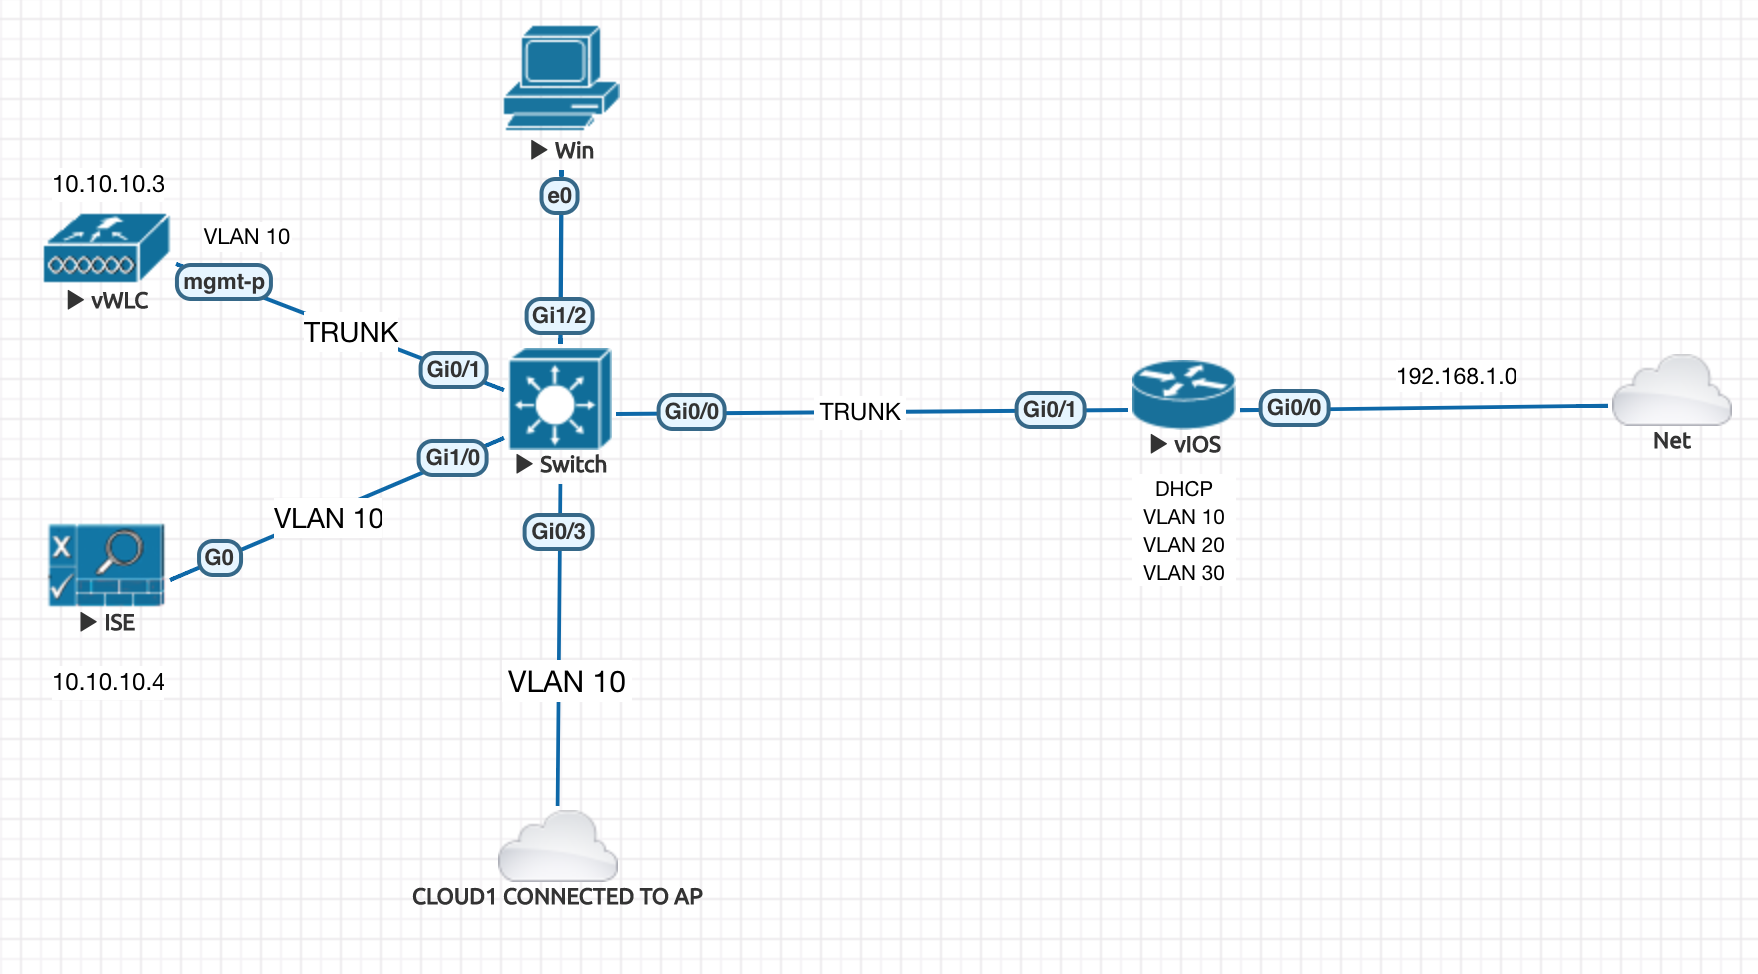 Win
e0
10.10.10.3
VLAN 10
mgmt-p
vWLC
TRUNK
Gi0/1
Gi1/2
Gi0/0
TRUNK
Gi0/1
Gi0/0
192.168.1.0
Net
vIOS
DHCP
VLAN 10
VLAN 20
VLAN 30
Switch
Gi1/0
VLAN 10
G0
ISE
10.10.10.4
Gi0/3
VLAN 10
CLOUD1 CONNECTED TO AP